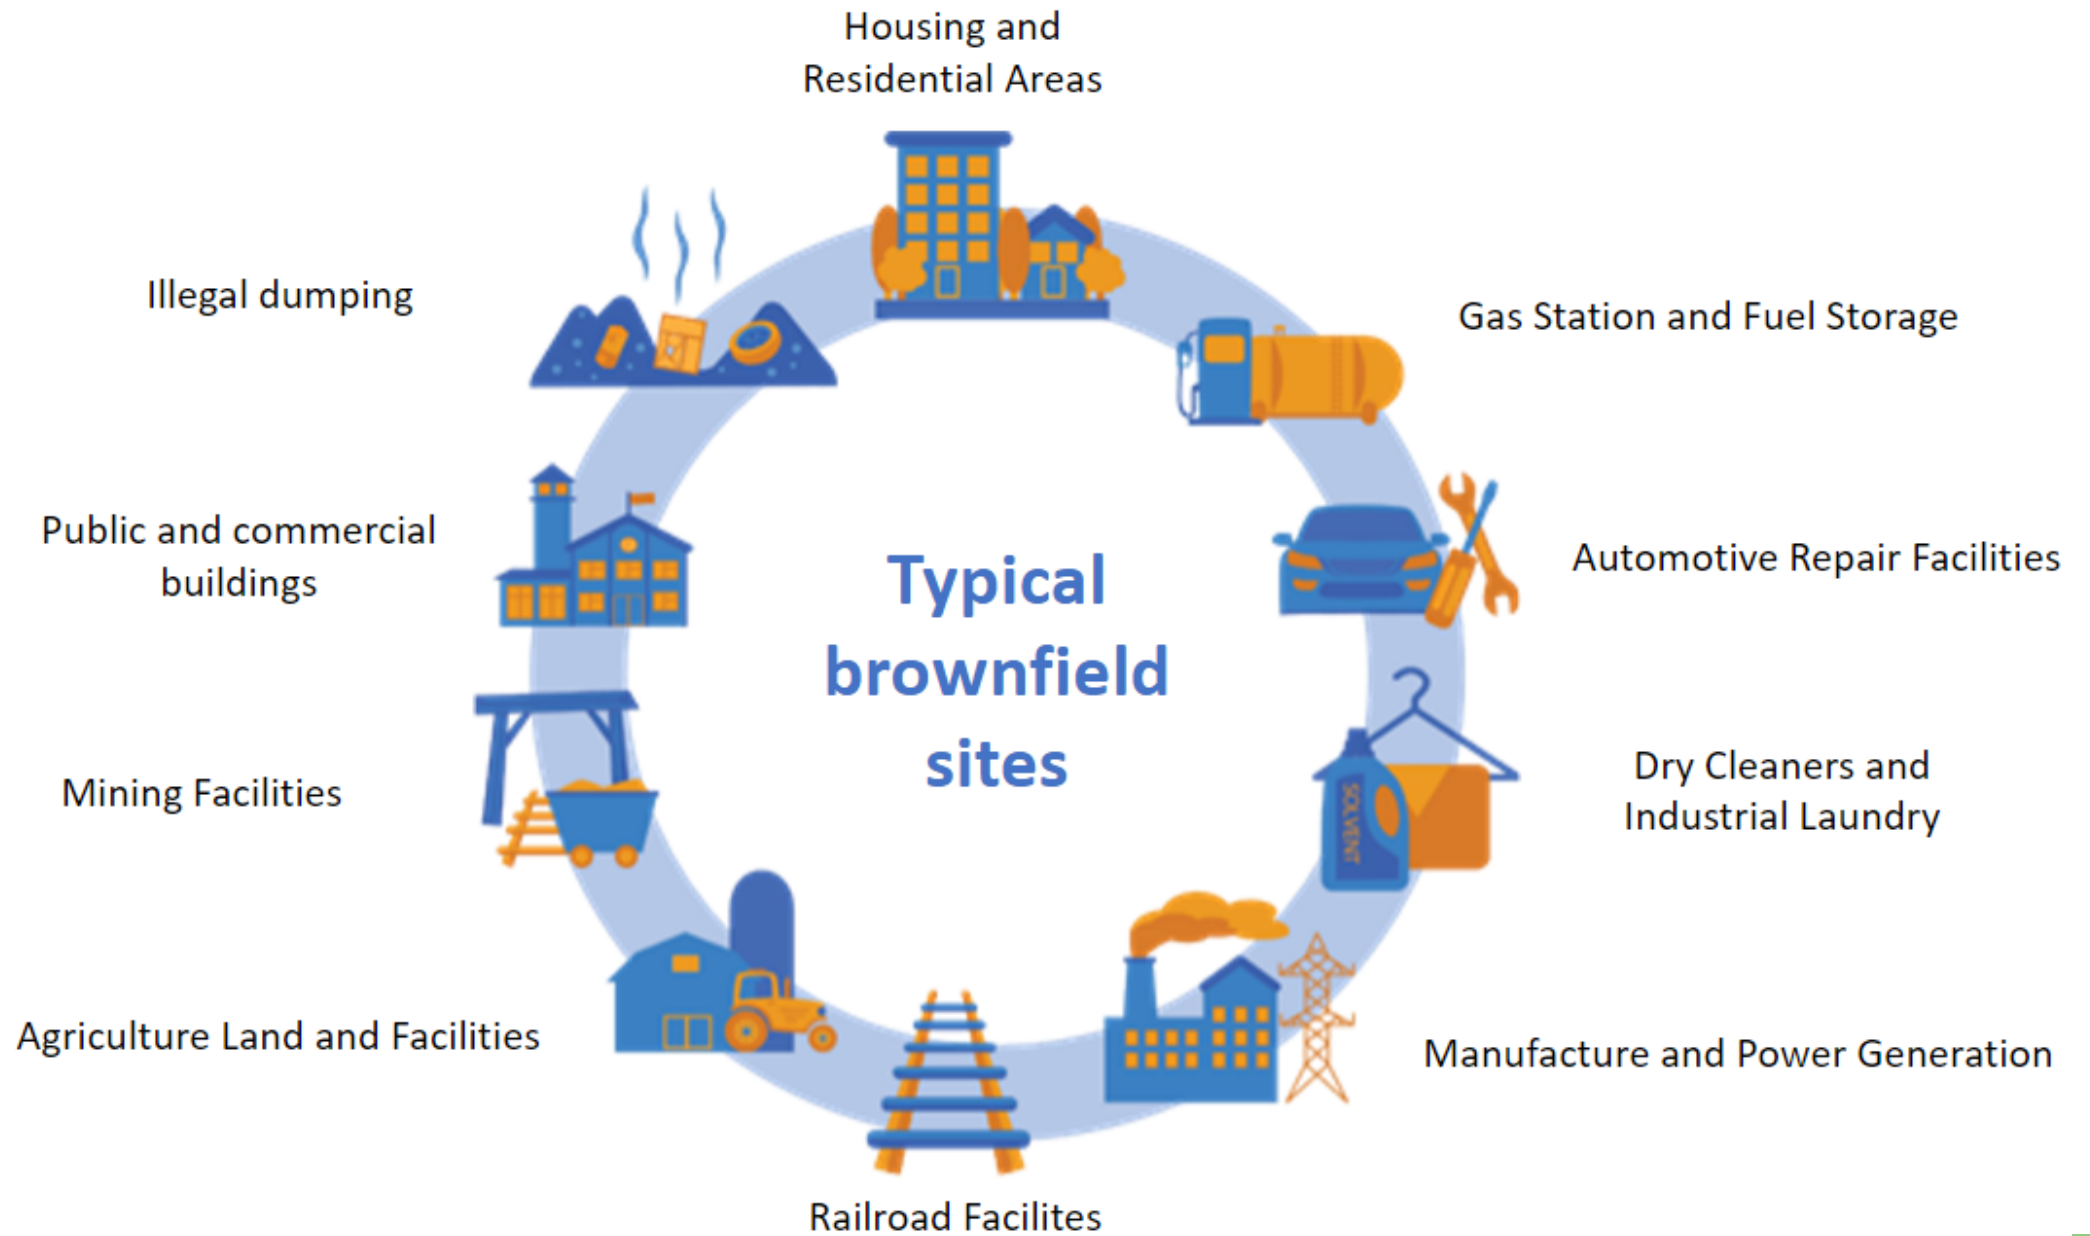 Housing and
Residential Areas
Gas Station and Fuel Storage
Automotive Repair Facilities
Dry Cleaners and
Industrial Laundry
SOLVENT
Manufacture and Power Generation
Railroad Facilites
Agriculture Land and Facilities
Mining Facilities
Public and commercial
buildings
Illegal dumping
Typical
brownfield
sites